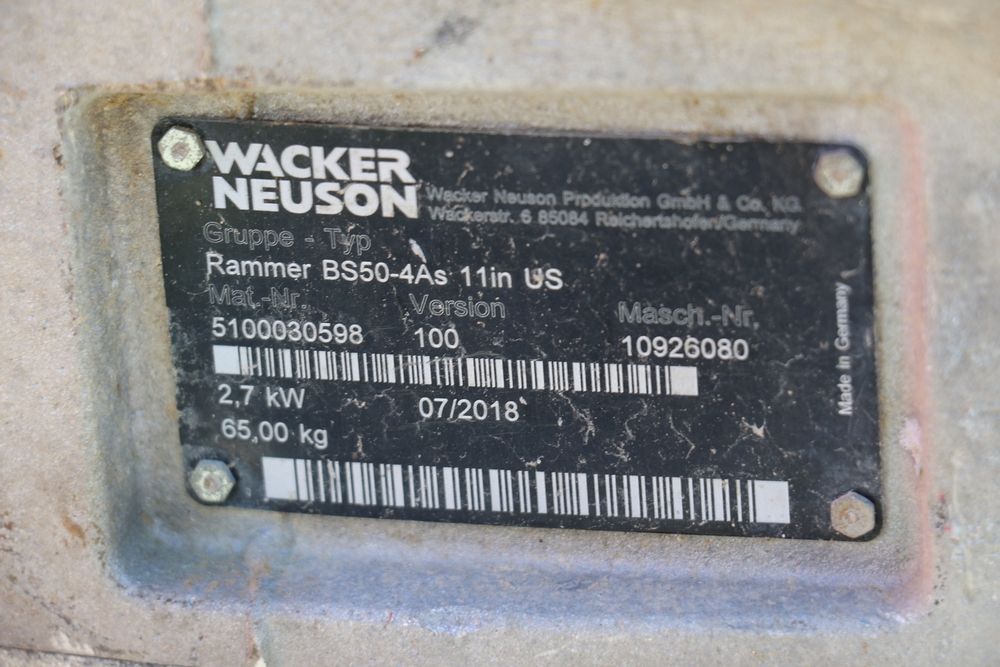 WACKER
NEUSON
Wacker Neuson Produktion GmbH & Co. KG
Wackerstr. 6 85084 Reichertshofen/Germany
Gruppe - Typ
Rammer BS50-4As 11in US
Mat.-Nr. Version Masch.-Nr.
5100030598 100 10926080
2,7 kW 07/2018
65,00 kg
Made in Germany